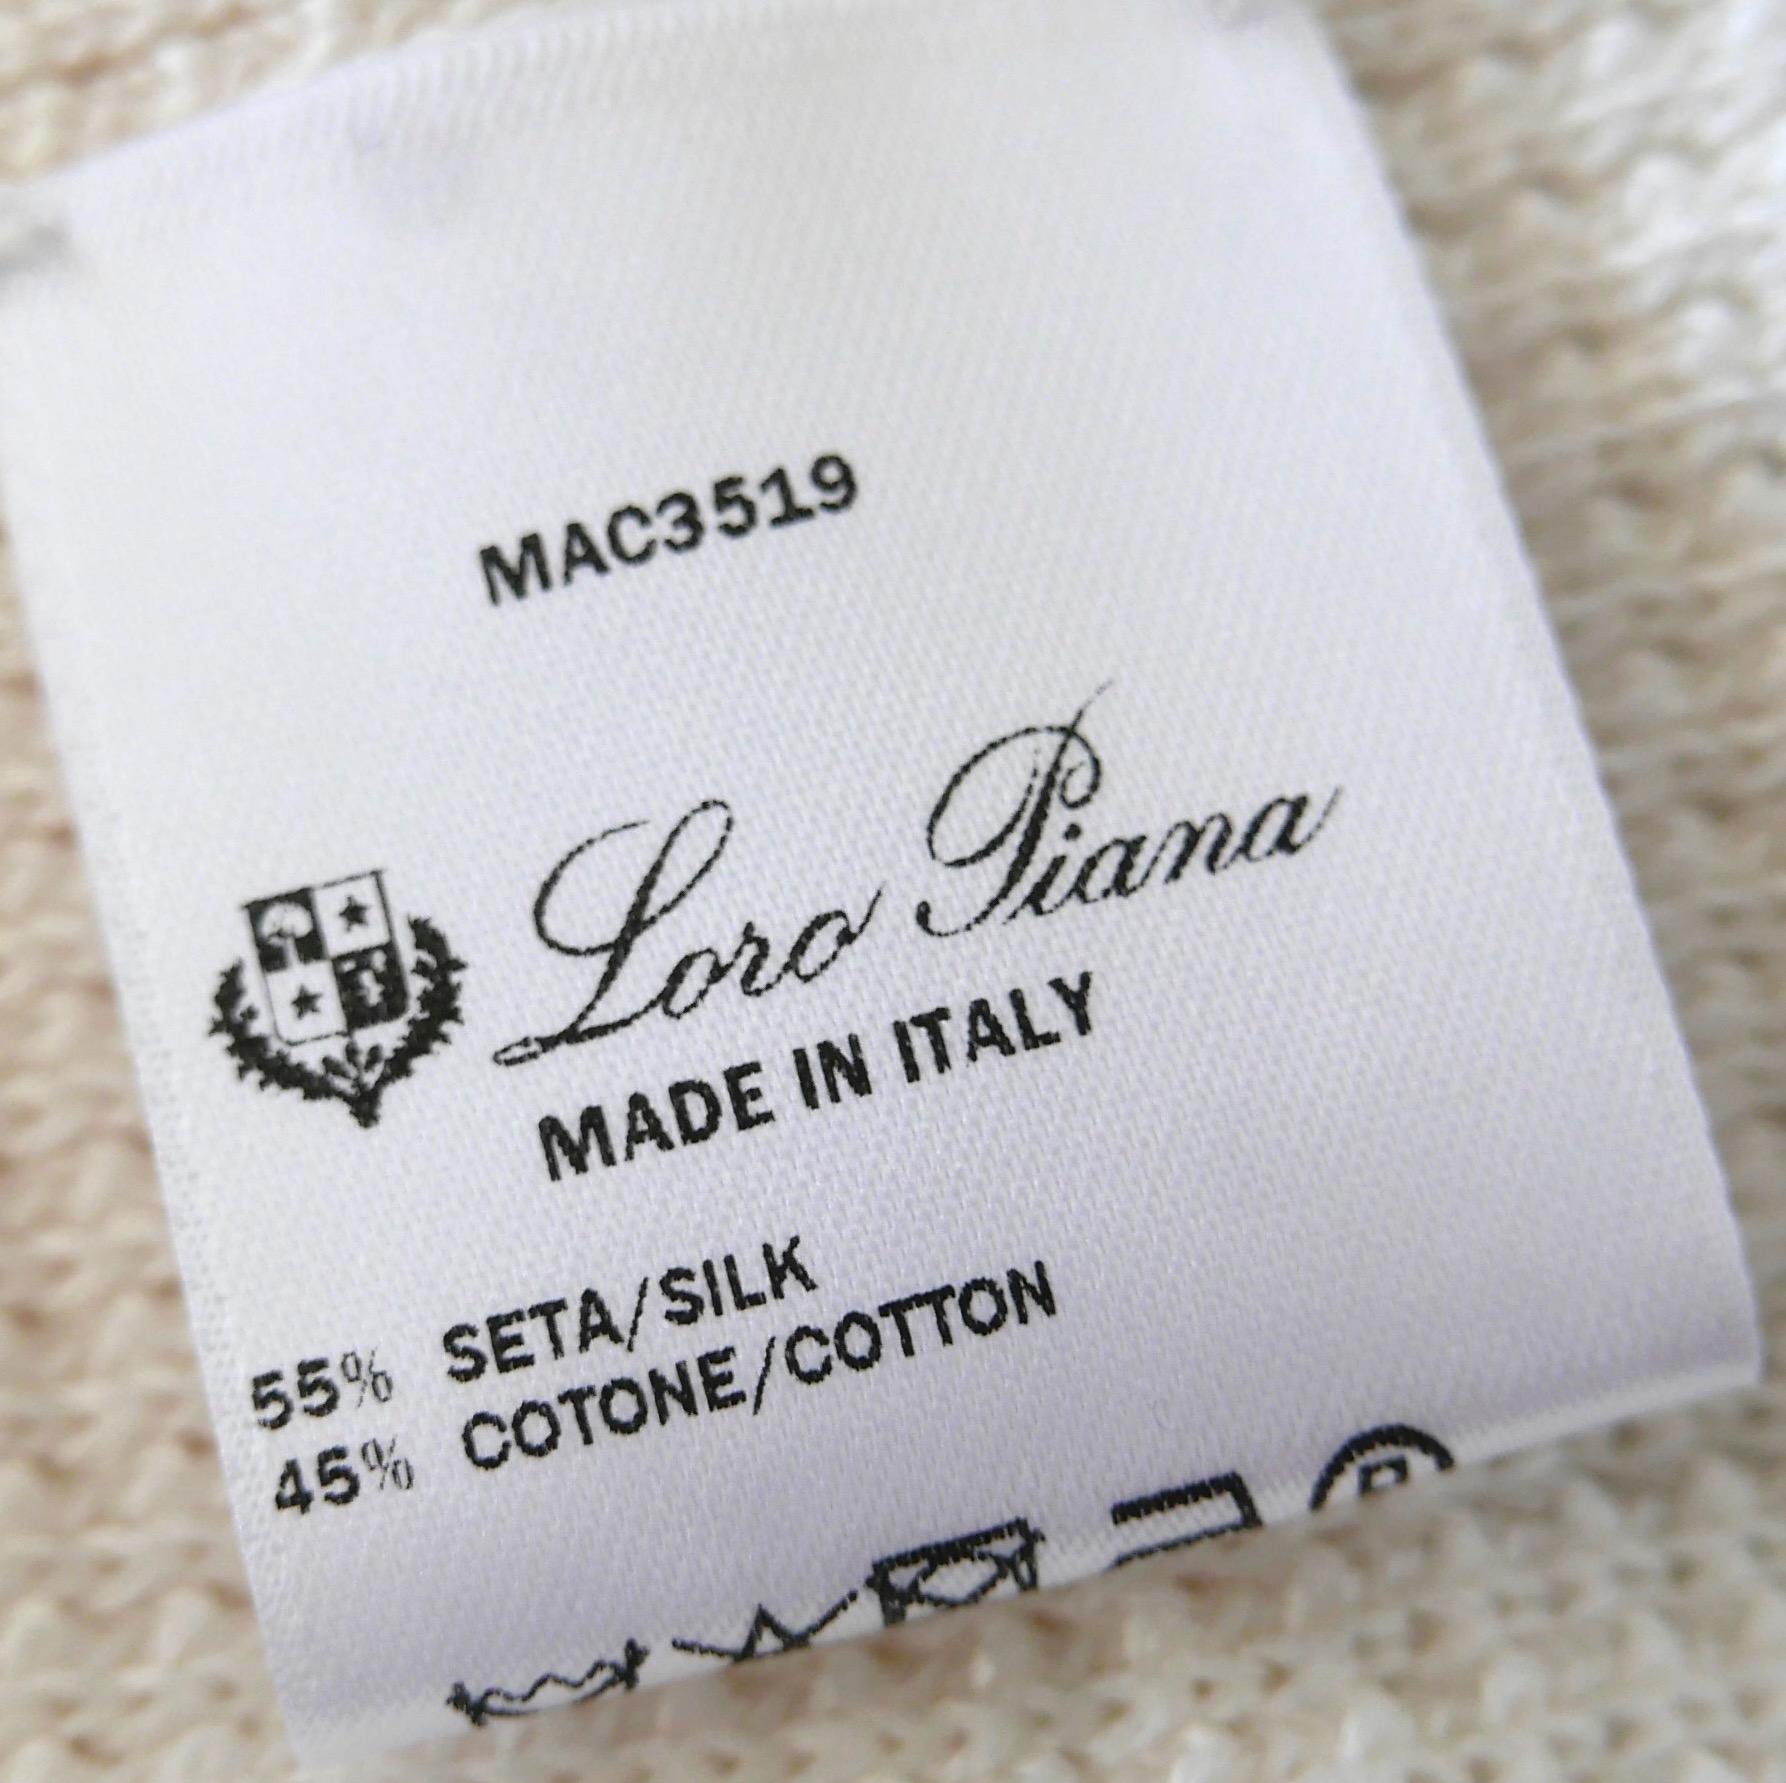 MAC3519
Loro Piana
MADE IN ITALY
55% SETA/SILK
45% COTONE/COTTON
P